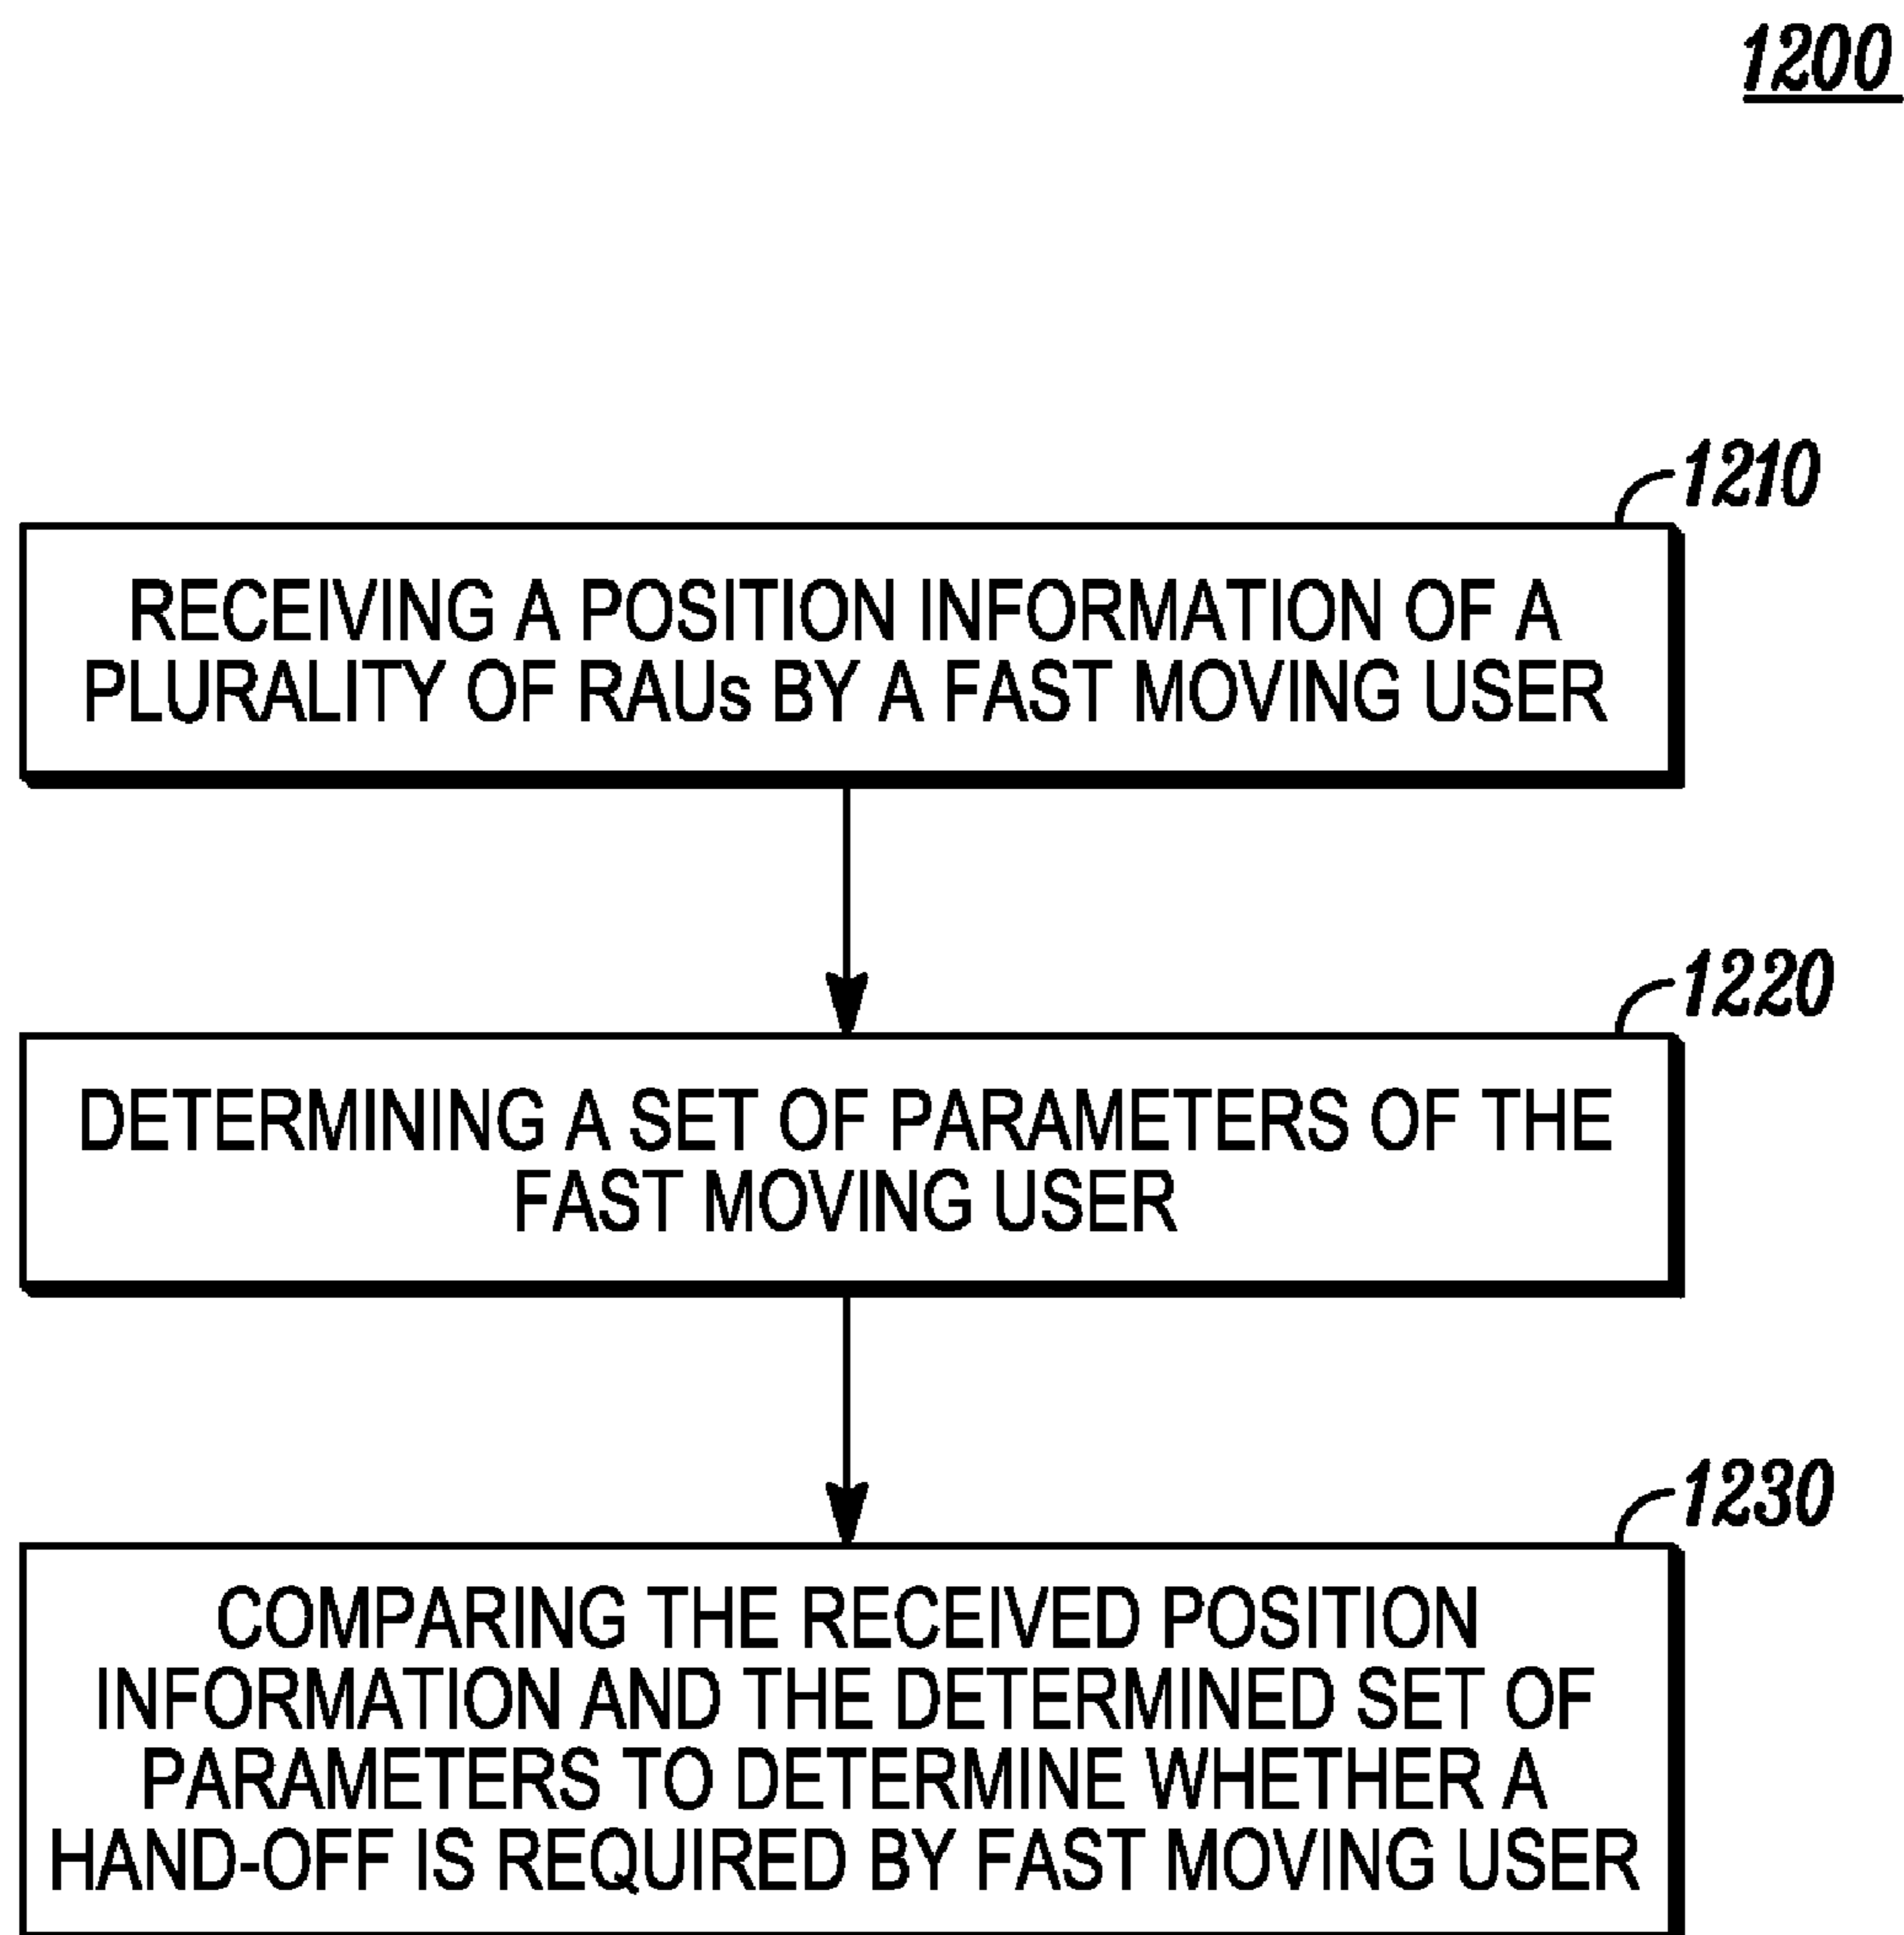 1200
1210
RECEIVING A POSITION INFORMATION OF A
PLURALITY OF RAUs BY A FAST MOVING USER
1220
DETERMINING A SET OF PARAMETERS OF THE
FAST MOVING USER
1230
COMPARING THE RECEIVED POSITION
INFORMATION AND THE DETERMINED SET OF
PARAMETERS TO DETERMINE WHETHER A
HAND-OFF IS REQUIRED BY FAST MOVING USER